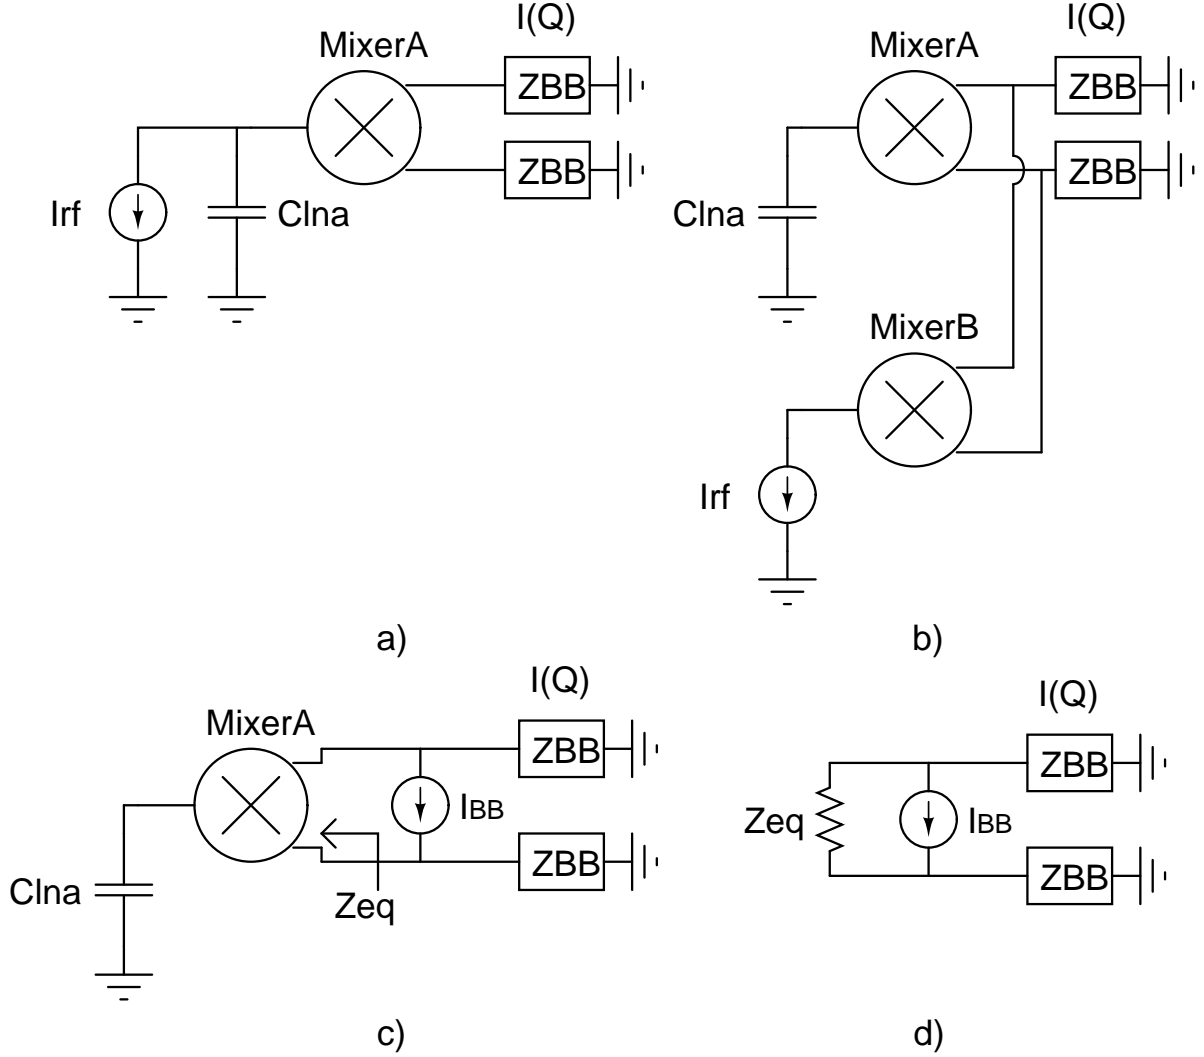 I(Q)
MixerA
ZBB
ZBB
Irf
Clna
a)
I(Q)
MixerA
ZBB
ZBB
Clna
MixerB
Irf
b)
I(Q)
MixerA
ZBB
IBB
ZBB
Zeq
Clna
c)
I(Q)
ZBB
Zeq
IBB
ZBB
d)